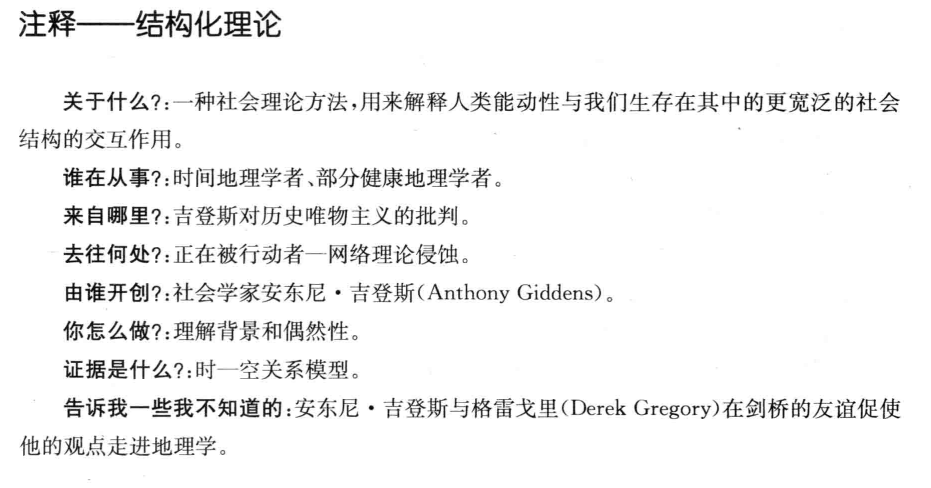 注释——结构化理论
关于什么?:一种社会理论方法,用来解释人类能动性与我们生存在其中的更宽泛的社会
结构的交互作用。
谁在从事?:时间地理学者、部分健康地理学者。
来自哪里?:吉登斯对历史唯物主义的批判。
去往何处?:正在被行动者—网络理论侵蚀。
由谁开创?:社会学家安东尼·吉登斯(Anthony Giddens)。
你怎么做?:理解背景和偶然性。
证据是什么?:时—空关系模型。
告诉我一些我不知道的:安东尼·吉登斯与格雷戈里(Derek Gregory)在剑桥的友谊促使
他的观点走进地理学。